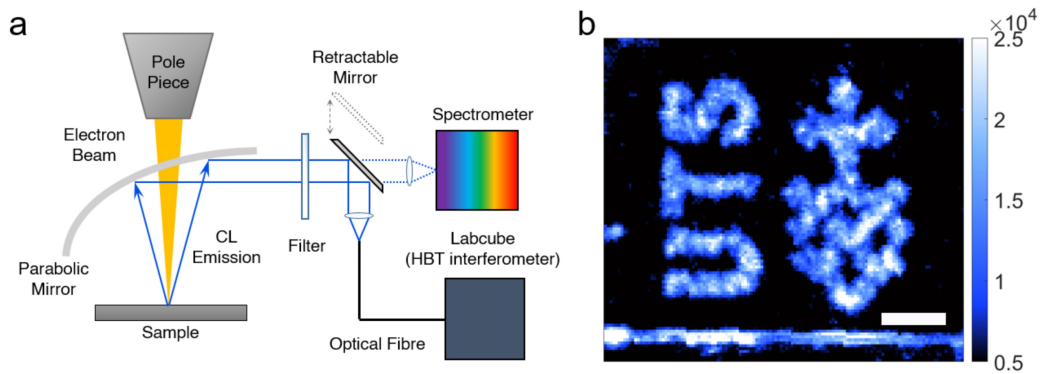 a
Pole
Piece
Electron
Beam
Parabolic
Mirror
CL
Emission
Sample
Filter
Retractable
Mirror
Spectrometer
Labcube
(HBT interferometer)
Optical Fibre
b
UTS
×10⁴
2.5
2
1.5
1
0.5